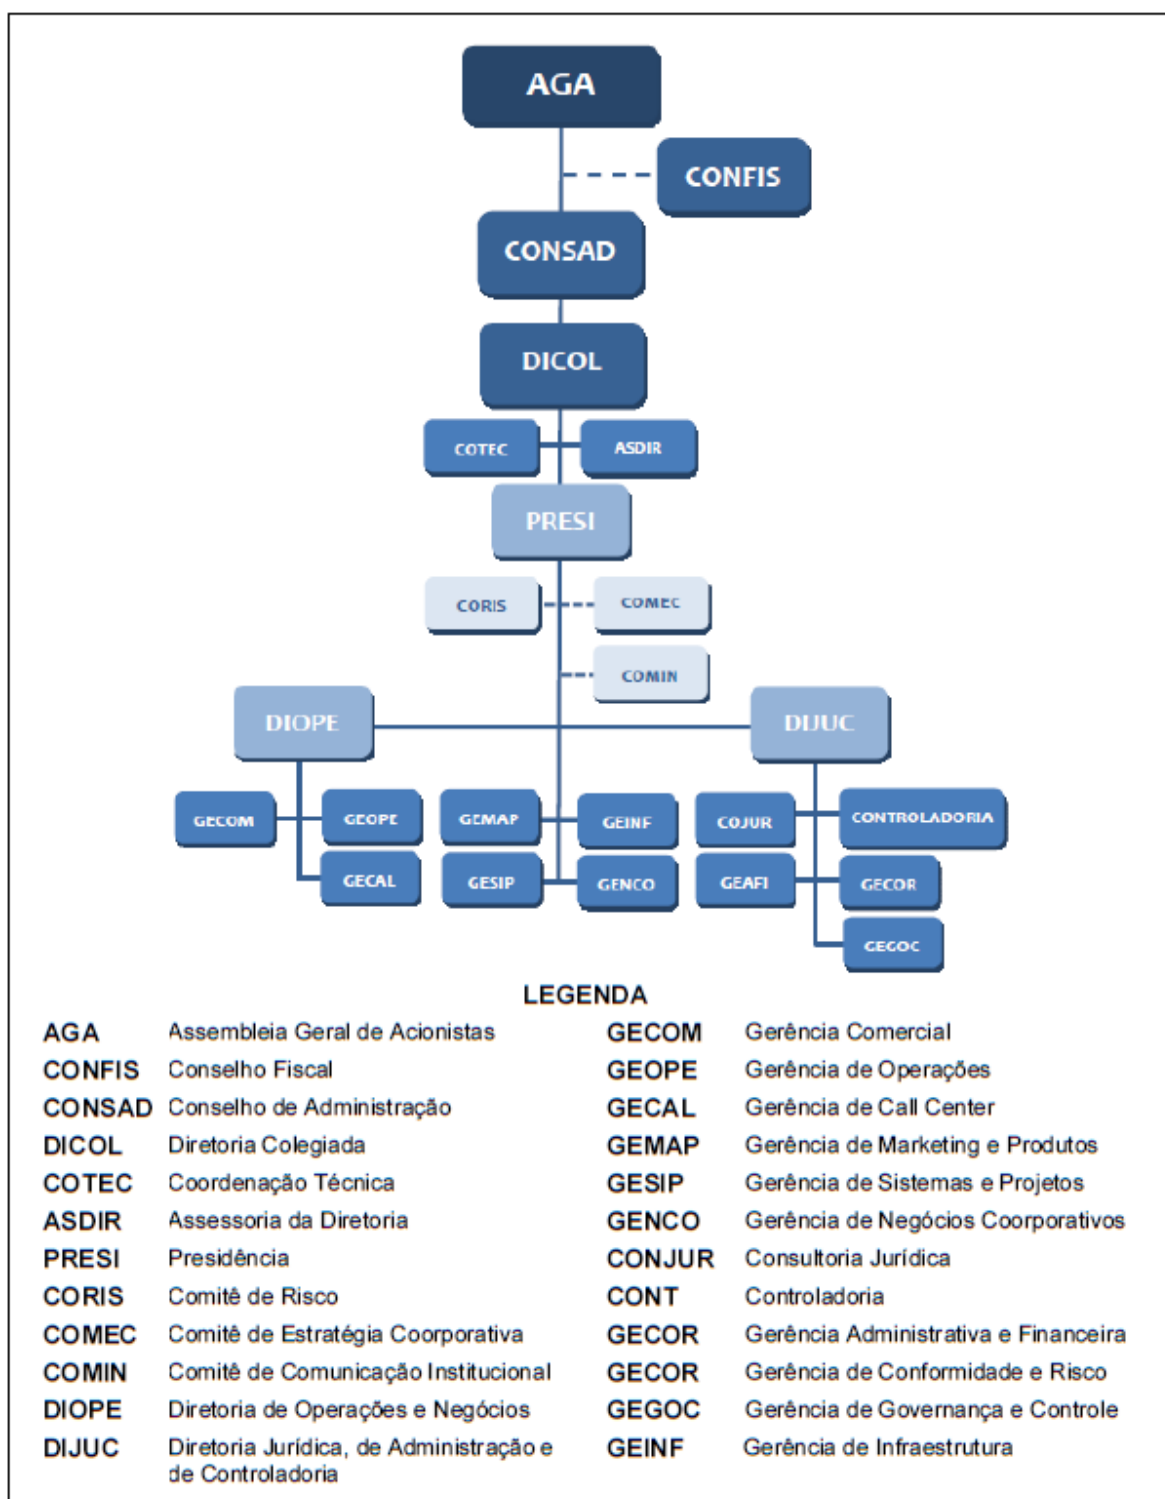 AGA
CONFIS
CONSAD
DICOL
COTEC
ASDIR
PRESI
CORIS
COMEC
COMIN
DIOPE
DIJUC
GECOM
GEOPE
GEMAP
GEINF
COJUR
CONTROLADORIA
GECAL
GESIP
GENCO
GEAFI
GECOR
GEGOC
LEGENDA
AGA Assembleia Geral de Acionistas
CONFIS Conselho Fiscal
CONSAD Conselho de Administração
DICOL Diretoria Colegiada
COTEC Coordenação Técnica
ASDIR Assessoria da Diretoria
PRESI Presidência
CORIS Comitê de Risco
COMEC Comitê de Estratégia Coorporativa
COMIN Comitê de Comunicação Institucional
DIOPE Diretoria de Operações e Negócios
DIJUC Diretoria Jurídica, de Administração e
de Controladoria
GECOM Gerência Comercial
GEOPE Gerência de Operações
GECAL Gerência de Call Center
GEMAP Gerência de Marketing e Produtos
GESIP Gerência de Sistemas e Projetos
GENCO Gerência de Negócios Coorporativos
CONJUR Consultoria Jurídica
CONT Controladoria
GECOR Gerência Administrativa e Financeira
GECOR Gerência de Conformidade e Risco
GEGOC Gerência de Governança e Controle
GEINF Gerência de Infraestrutura